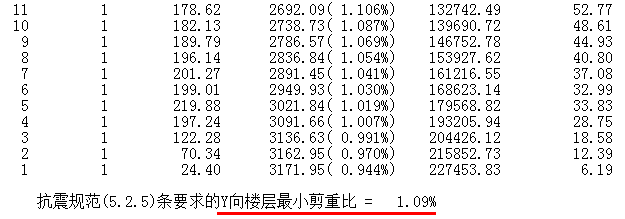 11 1 178.62 2692.09( 1.106%) 132742.49 52.77
10 1 182.13 2738.73( 1.087%) 139690.72 48.61
9 1 189.79 2786.57( 1.069%) 146752.78 44.93
8 1 196.14 2836.84( 1.054%) 153927.62 40.80
7 1 201.27 2891.45( 1.041%) 161216.55 37.08
6 1 199.01 2949.93( 1.030%) 168623.14 32.99
5 1 219.88 3021.84( 1.019%) 179568.82 33.83
4 1 197.24 3091.66( 1.007%) 193205.94 28.75
3 1 122.28 3136.63( 0.991%) 204426.12 18.58
2 1 70.34 3162.95( 0.970%) 215852.73 12.39
1 1 24.40 3171.95( 0.944%) 227453.83 6.19
抗震规范(5.2.5)条要求的Y向楼层最小剪重比 = 1.09%